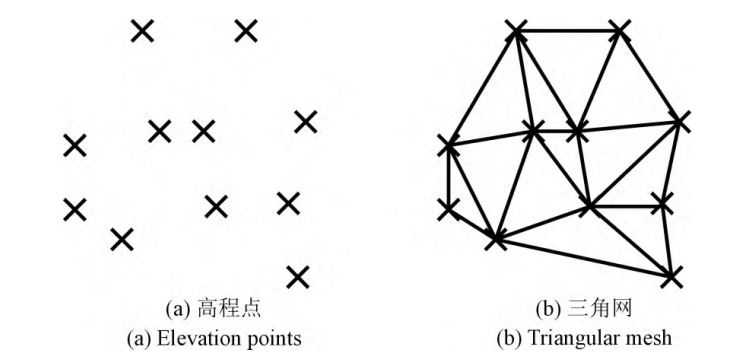 (a) 高程点
(b) 三角网
(a) Elevation points
(b) Triangular mesh